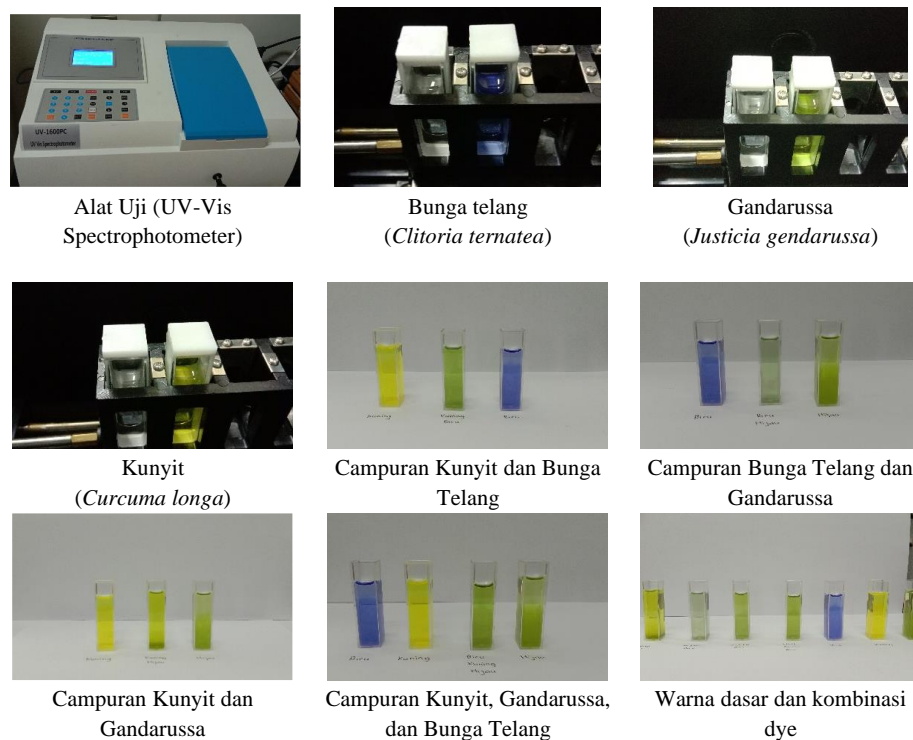 UV-1600PC
UV Vis Spectrophotometer
Alat Uji (UV-Vis
Spectrophotometer)
Bunga telang
(Clitoria ternatea)
Gandarussa
(Justicia gendarussa)
Kuning
Kuning
Biru
Biru
Biru
Biru
Hijau
Hijau
Kunyit
(Curcuma longa)
Campuran Kunyit dan Bunga
Telang
Campuran Bunga Telang dan
Gandarussa
Kuning
Kuning
Hijau
Hijau
Biru
Kuning
Biru
Kuning
Hijau
Hijau
Campuran Kunyit dan
Gandarussa
Campuran Kunyit, Gandarussa,
dan Bunga Telang
Warna dasar dan kombinasi
dye